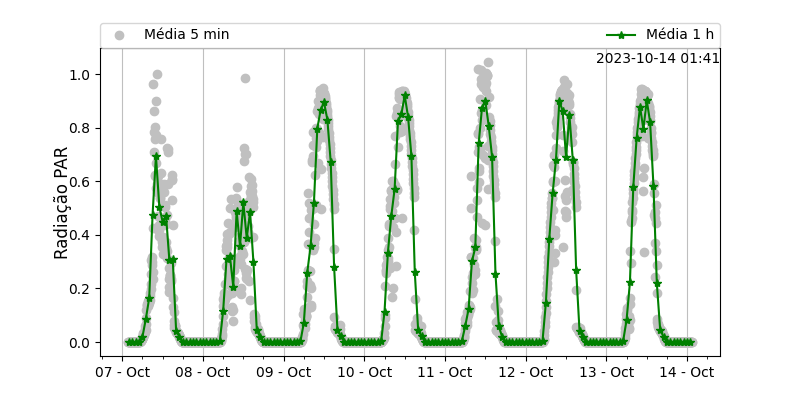 Média 5 min
Média 1 h
2023-10-14 01:41
Radiação PAR
1.0
0.8
0.6
0.4
0.2
0.0
07 - Oct
08 - Oct
09 - Oct
10 - Oct
11 - Oct
12 - Oct
13 - Oct
14 - Oct